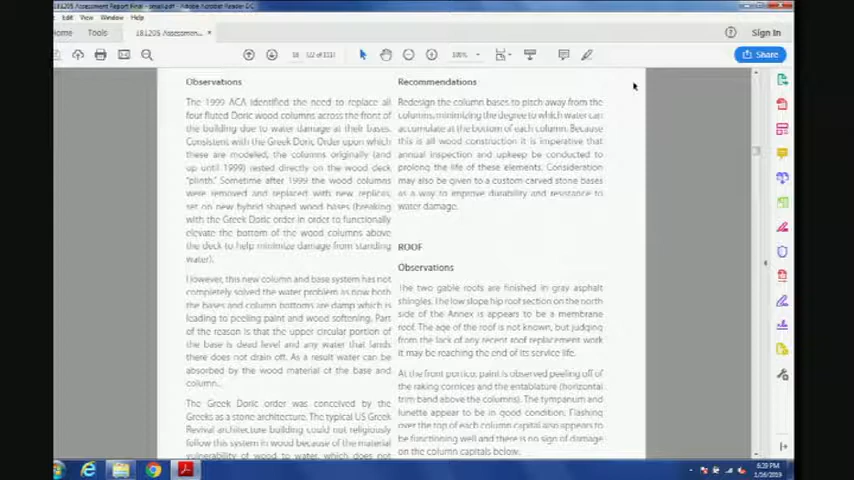 181205 Assessment Report Final - small.pdf - Adobe Acrobat Reader DC
Edit View Window Help
Home Tools 181205 Assessmen... × Sign In
18 (22 of 151) Share
Observations
The 1999 ACA identified the need to replace all
four fluted Doric wood columns across the front of
the building due to water damage at their bases.
Consistent with the Greek Doric Order upon which
these are modeled, the columns originally (and
up until 1999) rested directly on the wood deck
"plinth." Sometime after 1999 the wood columns
were removed and replaced with new replicas,
set on new hybrid shaped wood bases (breaking
with the Greek Doric order in order to functionally
elevate the bottom of the wood columns above
the deck to help minimize damage from standing
water).
However, this new column and base system has not
completely solved the water problem as now both
the bases and column bottoms are damp which is
leading to peeling paint and wood softening. Part
of the reason is that the upper circular portion of
the base is dead level and any water that lands
there does not drain off. As a result water can be
absorbed by the wood material of the base and
column.
The Greek Doric order was conceived by the
Greeks as a stone architecture. The typical US Greek
Revival architecture building could not religiously
follow this system in wood because of the material
vulnerability of wood to water, which does not
Recommendations
Redesign the column bases to pitch away from the
columns, minimizing the degree to which water can
accumulate at the bottom of each column. Because
this is all wood construction it is imperative that
annual inspection and upkeep be conducted to
prolong the life of these elements. Consideration
may also be given to a custom carved stone bases
as a way to improve durability and resistance to
water damage.
ROOF
Observations
The two gable roofs are finished in gray asphalt
shingles. The low slope hip roof section on the north
side of the Annex is appears to be a membrane
roof. The age of the roof is not known, but judging
from the lack of any recent roof replacement work
it may be reaching the end of its service life.
At the front portico, paint is observed peeling off of
the raking cornices and the entablature (horizontal
trim band above the columns). The tympanum and
lunette appear to be in good condition. Flashing
over the top of each column capital also appears to
be functioning well and there is no sign of damage
on the column capitals below.
6:39 PM
1/16/2019